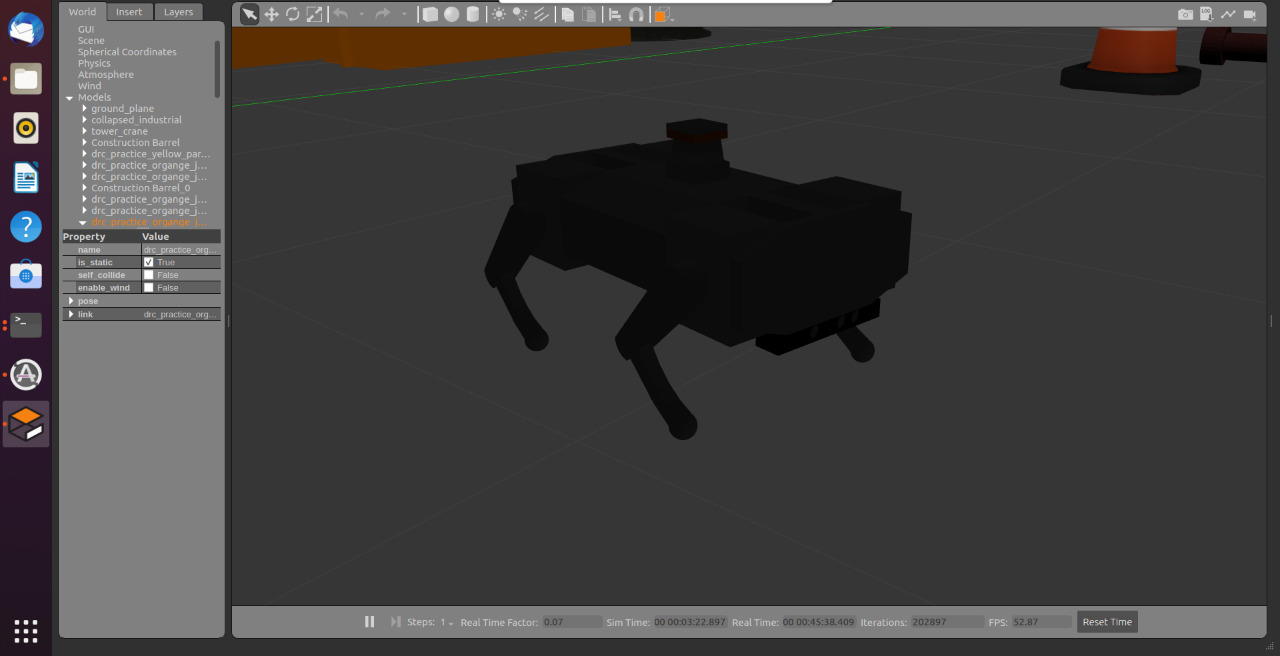 World Insert Layers
GUI
Scene
Spherical Coordinates
Physics
Atmosphere
Wind
Models
ground_plane
collapsed_industrial
tower_crane
Construction Barrel
drc_practice_yellow_par...
drc_practice_organge_j...
drc_practice_organge_j...
Construction Barrel_0
drc_practice_organge_j...
drc_practice_organge_j...
drc_practice_organge_j...
Property Value
name drc_practice_org...
is_static True
self_collide False
enable_wind False
pose
link drc_practice_org...
LOG
Steps: 1 Real Time Factor: 0.07 Sim Time: 00 00:03:22.897 Real Time: 00 00:45:38.409 Iterations: 202897 FPS: 52.87 Reset Time